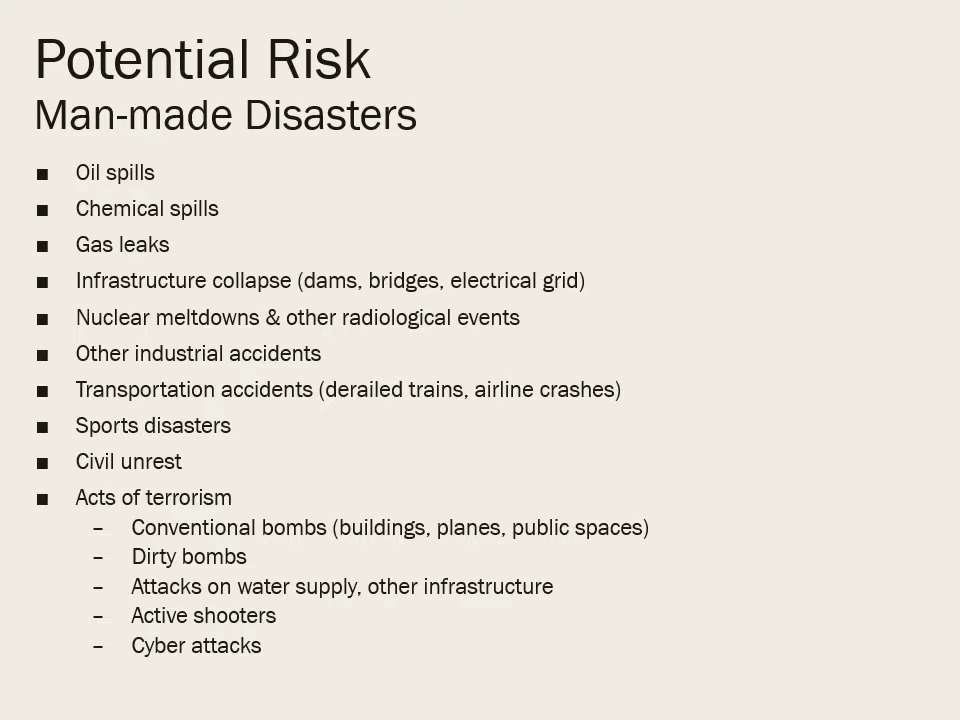 Potential Risk
Man-made Disasters
■ Oil spills
■ Chemical spills
■ Gas leaks
■ Infrastructure collapse (dams, bridges, electrical grid)
■ Nuclear meltdowns & other radiological events
■ Other industrial accidents
■ Transportation accidents (derailed trains, airline crashes)
■ Sports disasters
■ Civil unrest
■ Acts of terrorism
– Conventional bombs (buildings, planes, public spaces)
– Dirty bombs
– Attacks on water supply, other infrastructure
– Active shooters
– Cyber attacks